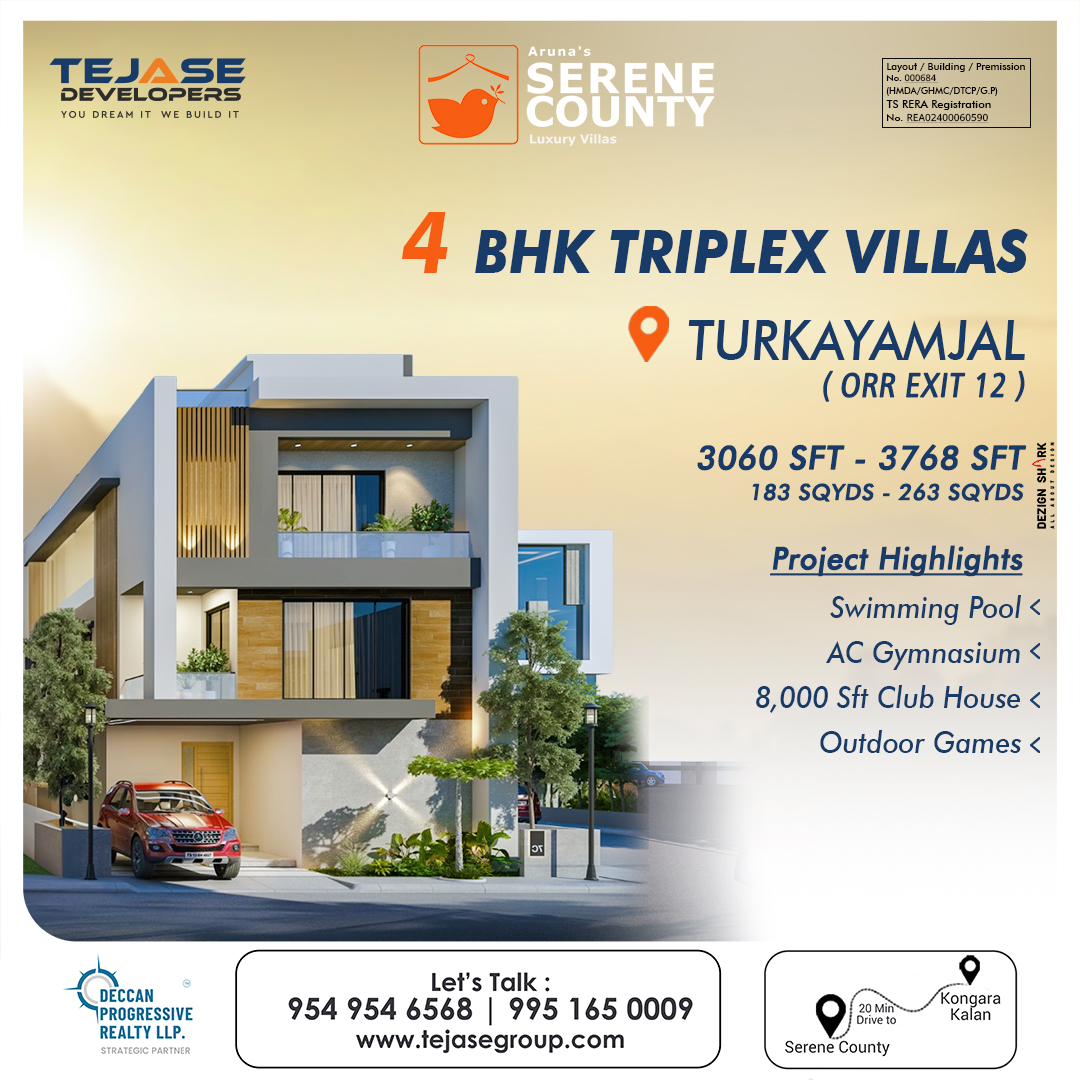 TEJASE
DEVELOPERS
YOU DREAM IT WE BUILD IT
Aruna's
SERENE
COUNTY
Luxury Villas
Layout / Building / Premission
No. 000684
(HMDA/GHMC/DTCP/G.P)
TS RERA Registration
No. REA02400060590
4 BHK TRIPLEX VILLAS
TURKAYAMJAL
( ORR EXIT 12 )
3060 SFT - 3768 SFT
183 SQYDS - 263 SQYDS
DEZIGN SHARK
ALL ABOUT DESIGN
Project Highlights
Swimming Pool <
AC Gymnasium <
8,000 Sft Club House <
Outdoor Games <
DECCAN
PROGRESSIVE
REALTY LLP.
TM
STRATEGIC PARTNER
Let's Talk :
954 954 6568 | 995 165 0009
www.tejasegroup.com
20 Min
Drive to
Kongara
Kalan
Serene County